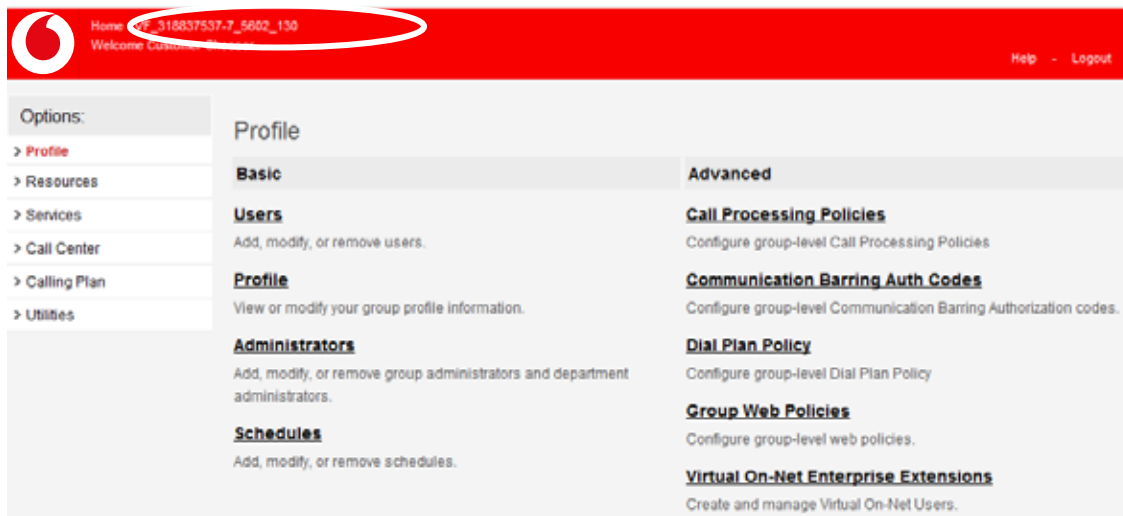 Home VF_318837537-7_5602_130
Welcome Customer
Help - Logout
Options:
> Profile
> Resources
> Services
> Call Center
> Calling Plan
> Utilities
Profile
Basic
Users
Add, modify, or remove users.
Profile
View or modify your group profile information.
Administrators
Add, modify, or remove group administrators and department
administrators.
Schedules
Add, modify, or remove schedules.
Advanced
Call Processing Policies
Configure group-level Call Processing Policies
Communication Barring Auth Codes
Configure group-level Communication Barring Authorization codes.
Dial Plan Policy
Configure group-level Dial Plan Policy
Group Web Policies
Configure group-level web policies.
Virtual On-Net Enterprise Extensions
Create and manage Virtual On-Net Users.